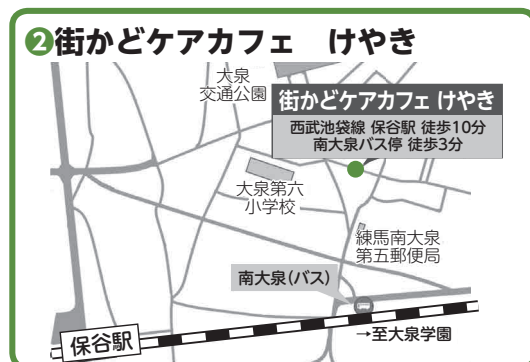 ❷街かどケアカフェ　けやき
大泉
交通公園
街かどケアカフェ けやき
西武池袋線 保谷駅 徒歩10分
南大泉バス停 徒歩3分
大泉第六
小学校
練馬南大泉
第五郵便局
南大泉(バス)
保谷駅
→至大泉学園